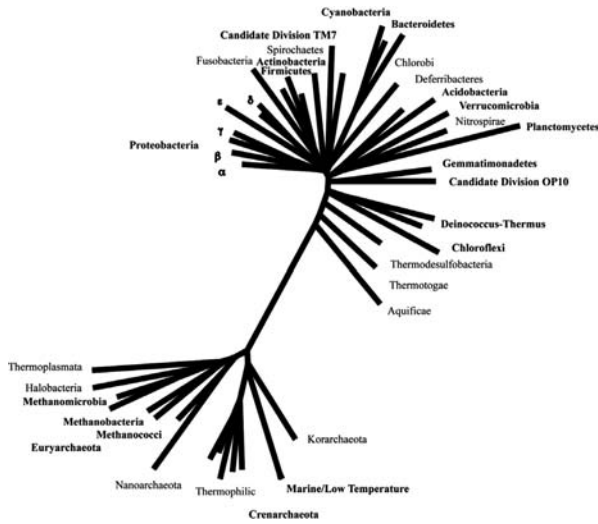 Cyanobacteria
Bacteroidetes
Candidate Division TM7
Spirochaetes
Fusobacteria
Actinobacteria
Firmicutes
Chlorobi
Deferribacteres
Acidobacteria
Verrucomicrobia
Nitrospirae
Planctomycetes
ε
δ
γ
Proteobacteria
β
α
Gemmatimonadetes
Candidate Division OP10
Deinococcus-Thermus
Chloroflexi
Thermodesulfobacteria
Thermotogae
Aquificae
Thermoplasmata
Halobacteria
Methanomicrobia
Methanobacteria
Methanococci
Euryarchaeota
Nanoarchaeota
Thermophilic
Korarchaeota
Marine/Low Temperature
Crenarchaeota